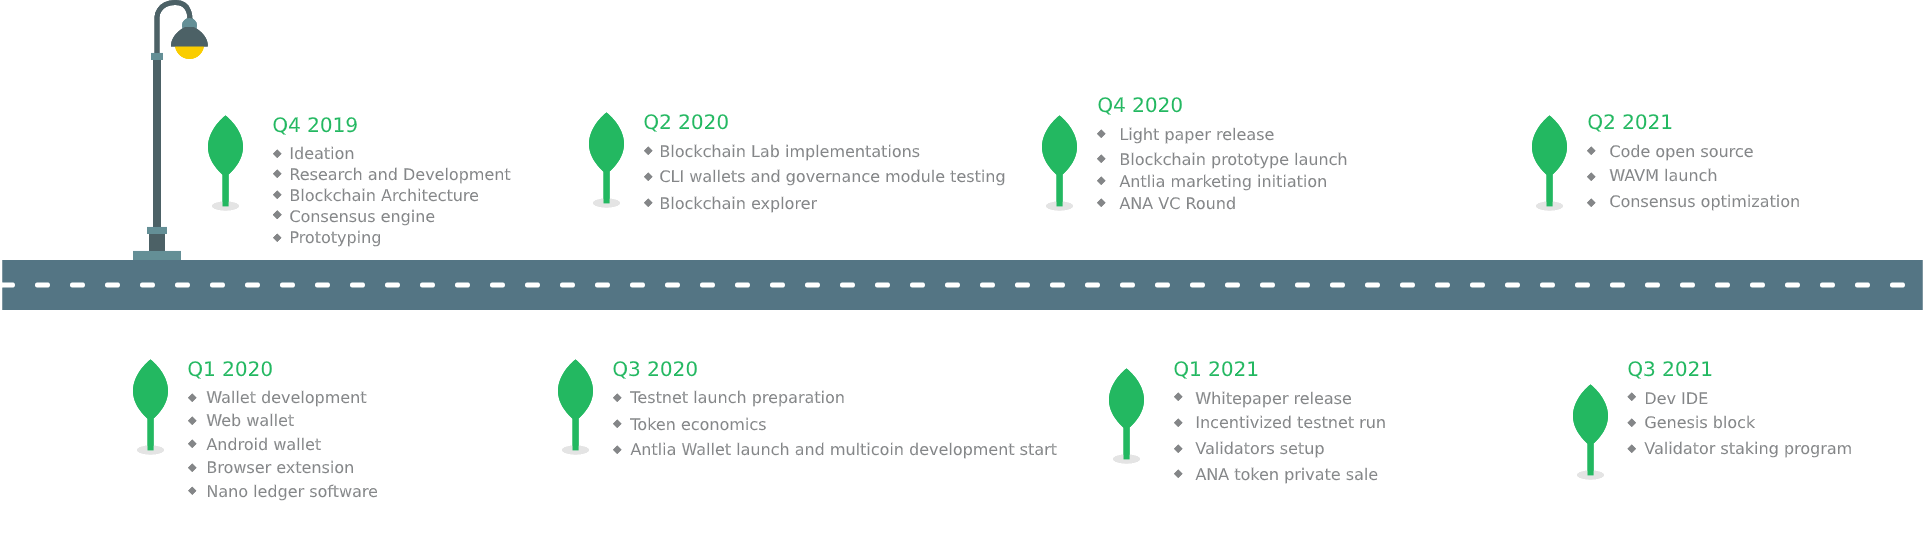 Q4 2019
Ideation
Research and Development
Blockchain Architecture
Consensus engine
Prototyping
Q2 2020
Blockchain Lab implementations
CLI wallets and governance module testing
Blockchain explorer
Q4 2020
Light paper release
Blockchain prototype launch
Antlia marketing initiation
ANA VC Round
Q2 2021
Code open source
WAVM launch
Consensus optimization
Q1 2020
Wallet development
Web wallet
Android wallet
Browser extension
Nano ledger software
Q3 2020
Testnet launch preparation
Token economics
Antlia Wallet launch and multicoin development start
Q1 2021
Whitepaper release
Incentivized testnet run
Validators setup
ANA token private sale
Q3 2021
Dev IDE
Genesis block
Validator staking program